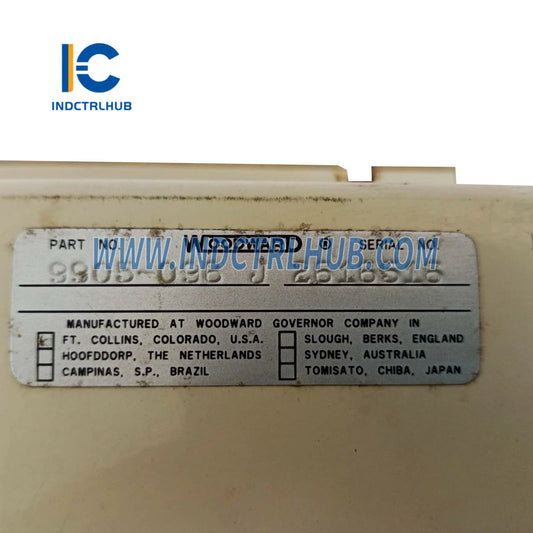 IC
INDCTRLHUB
PART NO. WOODWARD ® SERIAL NO.
WWW.INDCTRLHUB.COM
9905-096 J
MANUFACTURED AT WOODWARD GOVERNOR COMPANY IN
FT. COLLINS, COLORADO, U.S.A. SLOUGH, BERKS, ENGLAND
HOOFDDORP, THE NETHERLANDS SYDNEY, AUSTRALIA
CAMPINAS, S.P., BRAZIL TOMISATO, CHIBA, JAPAN